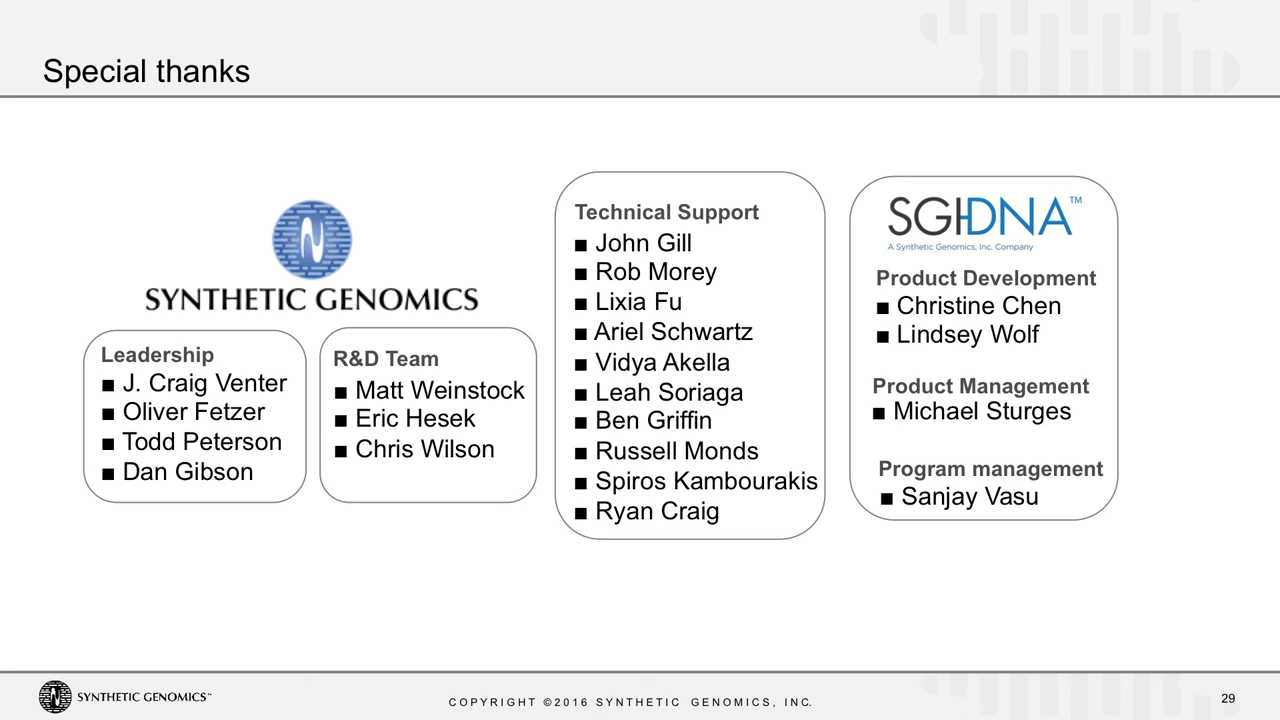 Special thanks
SYNTHETIC GENOMICS
Leadership
■ J. Craig Venter
■ Oliver Fetzer
■ Todd Peterson
■ Dan Gibson
R&D Team
■ Matt Weinstock
■ Eric Hesek
■ Chris Wilson
Technical Support
■ John Gill
■ Rob Morey
■ Lixia Fu
■ Ariel Schwartz
■ Vidya Akella
■ Leah Soriaga
■ Ben Griffin
■ Russell Monds
■ Spiros Kambourakis
■ Ryan Craig
SGI-DNA™
A Synthetic Genomics, Inc. Company
Product Development
■ Christine Chen
■ Lindsey Wolf
Product Management
■ Michael Sturges
Program management
■ Sanjay Vasu
SYNTHETIC GENOMICS™
COPYRIGHT ©2016 SYNTHETIC GENOMICS, INC.
29